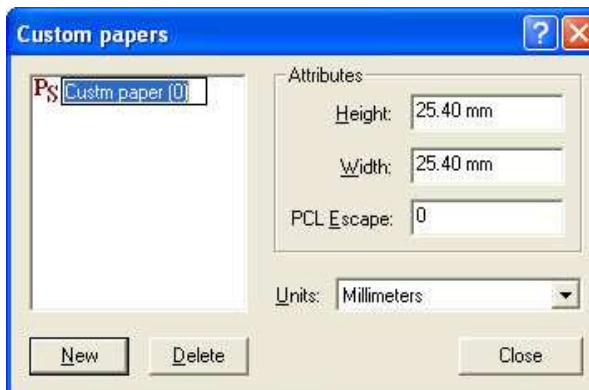 Custom papers
?
PS Custm paper (0)
Attributes
Height: 25.40 mm
Width: 25.40 mm
PCL Escape: 0
Units: Millimeters
New Delete Close